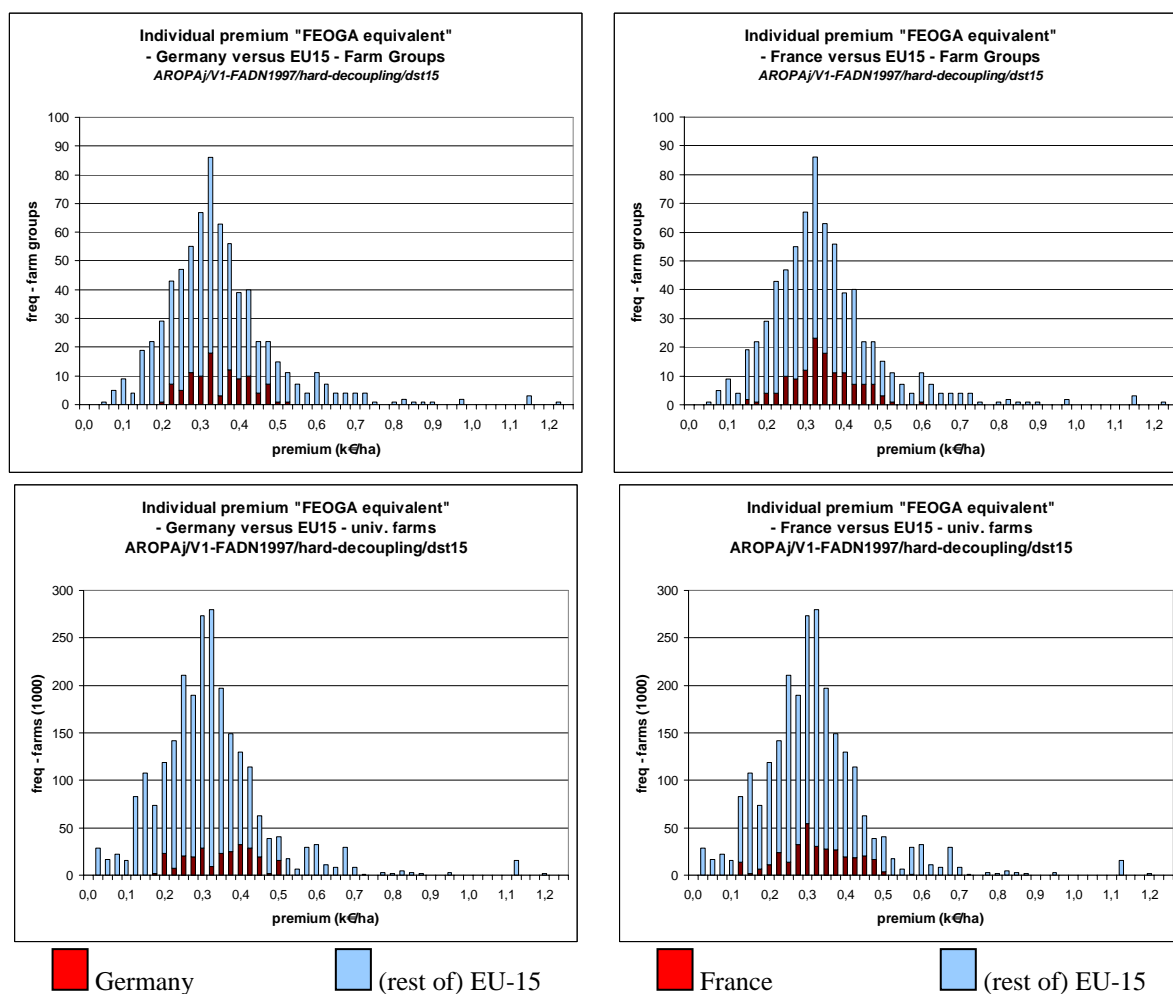 Individual premium "FEOGA equivalent"
- Germany versus EU15 - Farm Groups
AROPAj/V1-FADN1997/hard-decoupling/dst15
100
90
80
70
60
50
40
30
20
10
0
freq - farm groups
0,0 0,1 0,2 0,3 0,4 0,5 0,6 0,7 0,8 0,9 1,0 1,1 1,2
premium (k€/ha)
Individual premium "FEOGA equivalent"
- France versus EU15 - Farm Groups
AROPAj/V1-FADN1997/hard-decoupling/dst15
100
90
80
70
60
50
40
30
20
10
0
freq - farm groups
0,0 0,1 0,2 0,3 0,4 0,5 0,6 0,7 0,8 0,9 1,0 1,1 1,2
premium (k€/ha)
Individual premium "FEOGA equivalent"
- Germany versus EU15 - univ. farms
AROPAj/V1-FADN1997/hard-decoupling/dst15
300
250
200
150
100
50
0
freq - farms (1000)
0,0 0,1 0,2 0,3 0,4 0,5 0,6 0,7 0,8 0,9 1,0 1,1 1,2
premium (k€/ha)
Individual premium "FEOGA equivalent"
- France versus EU15 - univ. farms
AROPAj/V1-FADN1997/hard-decoupling/dst15
300
250
200
150
100
50
0
freq - farms (1000)
0,0 0,1 0,2 0,3 0,4 0,5 0,6 0,7 0,8 0,9 1,0 1,1 1,2
premium (k€/ha)
Germany
(rest of) EU-15
France
(rest of) EU-15